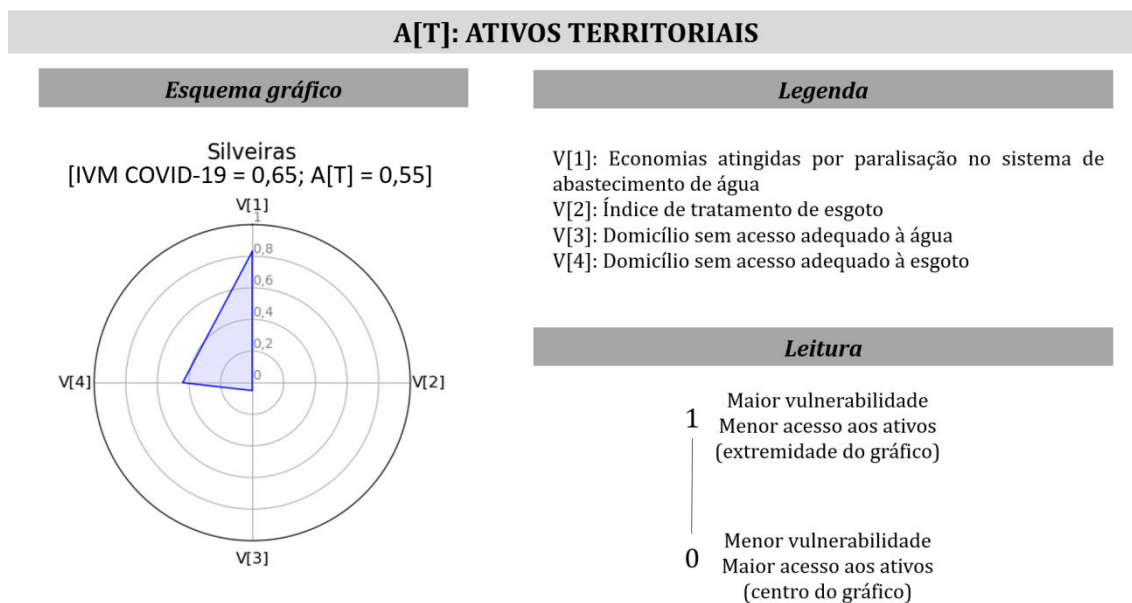 A[T]: ATIVOS TERRITORIAIS
Esquema gráfico
Silveiras
[IVM COVID-19 = 0,65; A[T] = 0,55]
V[1]
1
0,8
0,6
0,4
0,2
0
V[4]
V[2]
V[3]
Legenda
V[1]: Economias atingidas por paralisação no sistema de
abastecimento de água
V[2]: Índice de tratamento de esgoto
V[3]: Domicílio sem acesso adequado à água
V[4]: Domicílio sem acesso adequado à esgoto
Leitura
1
Maior vulnerabilidade
Menor acesso aos ativos
(extremidade do gráfico)
0
Menor vulnerabilidade
Maior acesso aos ativos
(centro do gráfico)